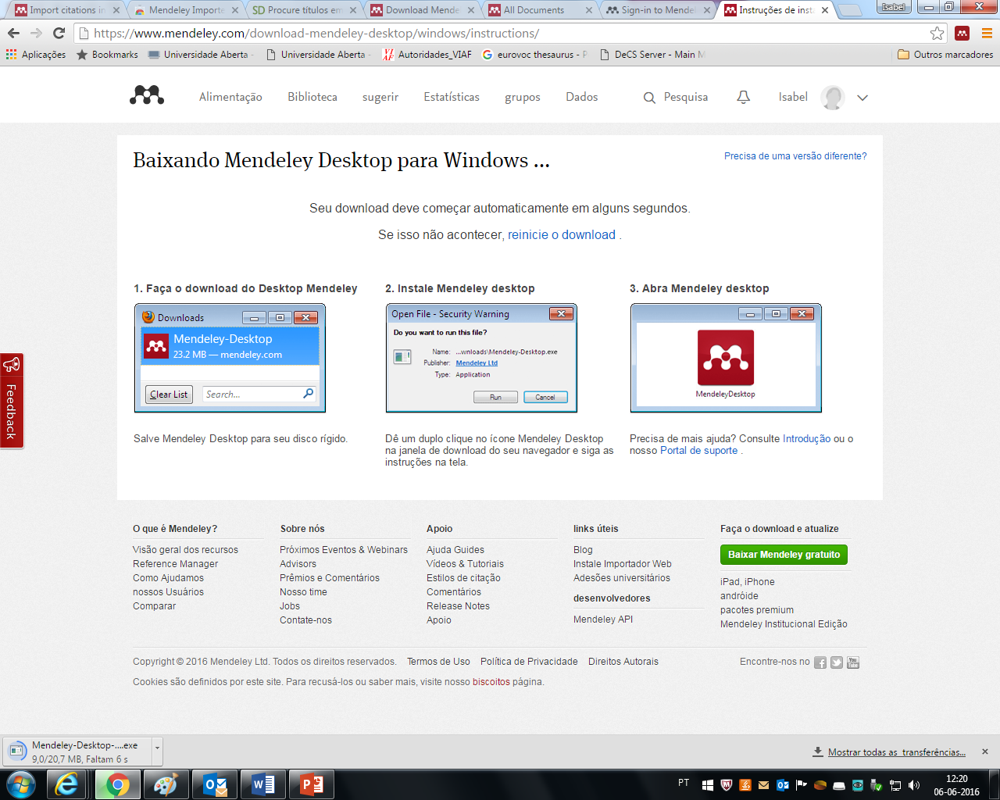 Import citations in
Mendeley Importe
Procure títulos em
Download Mende
All Documents
Sign-in to Mendel
Instruções de insta
Isabel
https://www.mendeley.com/download-mendeley-desktop/windows/instructions/
Aplicações
Bookmarks
Universidade Aberta -
Universidade Aberta -
Autoridades_VIAF
eurovoc thesaurus - P
DeCS Server - Main M
Outros marcadores
Alimentação
Biblioteca
sugerir
Estatísticas
grupos
Dados
Pesquisa
Isabel
Baixando Mendeley Desktop para Windows ...
Precisa de uma versão diferente?
Seu download deve começar automaticamente em alguns segundos.
Se isso não acontecer, reinicie o download .
1. Faça o download do Desktop Mendeley
Downloads
Mendeley-Desktop
23.2 MB — mendeley.com
Clear List
Search...
Salve Mendeley Desktop para seu disco rígido.
2. Instale Mendeley desktop
Open File - Security Warning
Do you want to run this file?
Name: ...wnloads\Mendeley-Desktop.exe
Publisher: Mendeley Ltd
Type: Application
Run
Cancel
Dê um duplo clique no ícone Mendeley Desktop
na janela de download do seu navegador e siga as
instruções na tela.
3. Abra Mendeley desktop
MendeleyDesktop
Precisa de mais ajuda? Consulte Introdução ou o
nosso Portal de suporte .
Feedback
O que é Mendeley?
Visão geral dos recursos
Reference Manager
Como Ajudamos
nossos Usuários
Comparar
Sobre nós
Próximos Eventos & Webinars
Advisors
Prêmios e Comentários
Nosso time
Jobs
Contate-nos
Apoio
Ajuda Guides
Vídeos & Tutoriais
Estilos de citação
Comentários
Release Notes
Apoio
links úteis
Blog
Instale Importador Web
Adesões universitários
desenvolvedores
Mendeley API
Faça o download e atualize
Baixar Mendeley gratuito
iPad, iPhone
andróide
pacotes premium
Mendeley Institucional Edição
Copyright © 2016 Mendeley Ltd. Todos os direitos reservados.
Termos de Uso
Política de Privacidade
Direitos Autorais
Encontre-nos no
Cookies são definidos por este site. Para recusá-los ou saber mais, visite nosso biscoitos página.
Mendeley-Desktop-....exe
9,0/20,7 MB, Faltam 6 s
Mostrar todas as transferências...
PT
12:20
06-06-2016